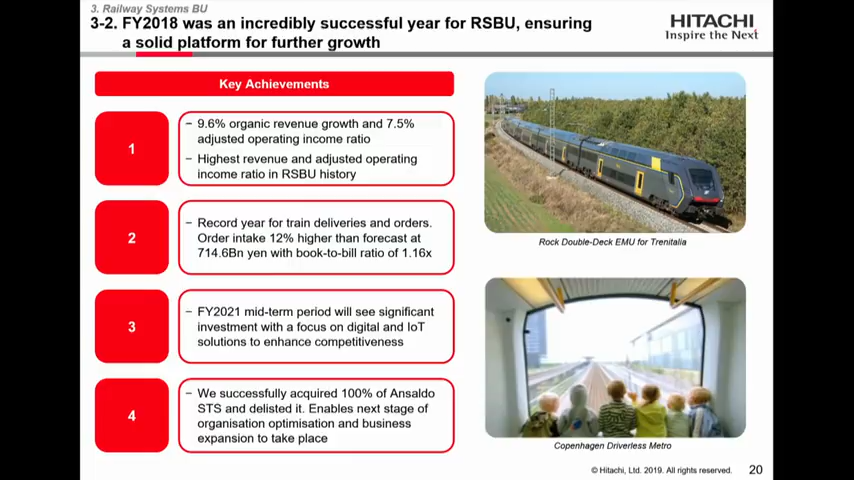 3. Railway Systems BU
3-2. FY2018 was an incredibly successful year for RSBU, ensuring
a solid platform for further growth
HITACHI
Inspire the Next
Key Achievements
1
– 9.6% organic revenue growth and 7.5%
adjusted operating income ratio
– Highest revenue and adjusted operating
income ratio in RSBU history
2
– Record year for train deliveries and orders.
Order intake 12% higher than forecast at
714.6Bn yen with book-to-bill ratio of 1.16x
3
– FY2021 mid-term period will see significant
investment with a focus on digital and IoT
solutions to enhance competitiveness
4
– We successfully acquired 100% of Ansaldo
STS and delisted it. Enables next stage of
organisation optimisation and business
expansion to take place
Rock Double-Deck EMU for Trenitalia
Copenhagen Driverless Metro
© Hitachi, Ltd. 2019. All rights reserved.
20